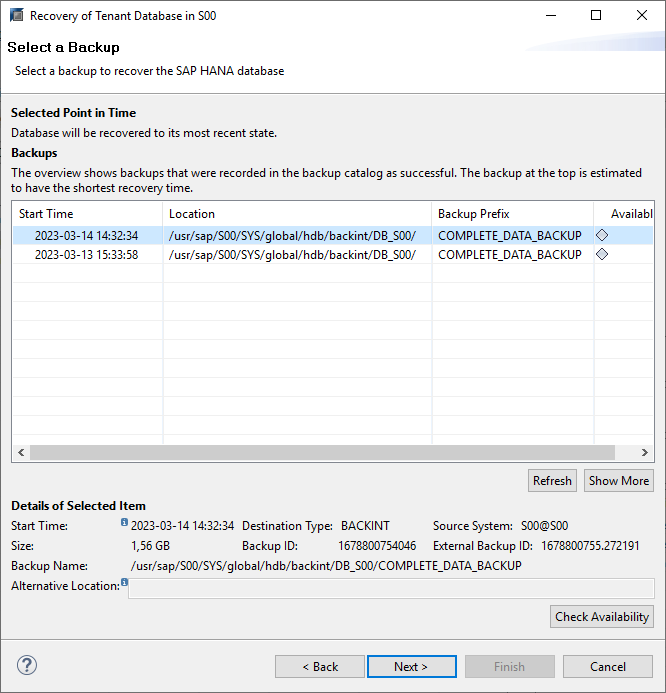 Recovery of Tenant Database in S00
Select a Backup
Select a backup to recover the SAP HANA database
Selected Point in Time
Database will be recovered to its most recent state.
Backups
The overview shows backups that were recorded in the backup catalog as successful. The backup at the top is estimated
to have the shortest recovery time.
Start Time Location Backup Prefix Availabl
2023-03-14 14:32:34 /usr/sap/S00/SYS/global/hdb/backint/DB_S00/ COMPLETE_DATA_BACKUP
2023-03-13 15:33:58 /usr/sap/S00/SYS/global/hdb/backint/DB_S00/ COMPLETE_DATA_BACKUP
Refresh Show More
Details of Selected Item
Start Time: 2023-03-14 14:32:34 Destination Type: BACKINT Source System: S00@S00
Size: 1,56 GB Backup ID: 1678800754046 External Backup ID: 1678800755.272191
Backup Name: /usr/sap/S00/SYS/global/hdb/backint/DB_S00/COMPLETE_DATA_BACKUP
Alternative Location:
Check Availability
? < Back Next > Finish Cancel